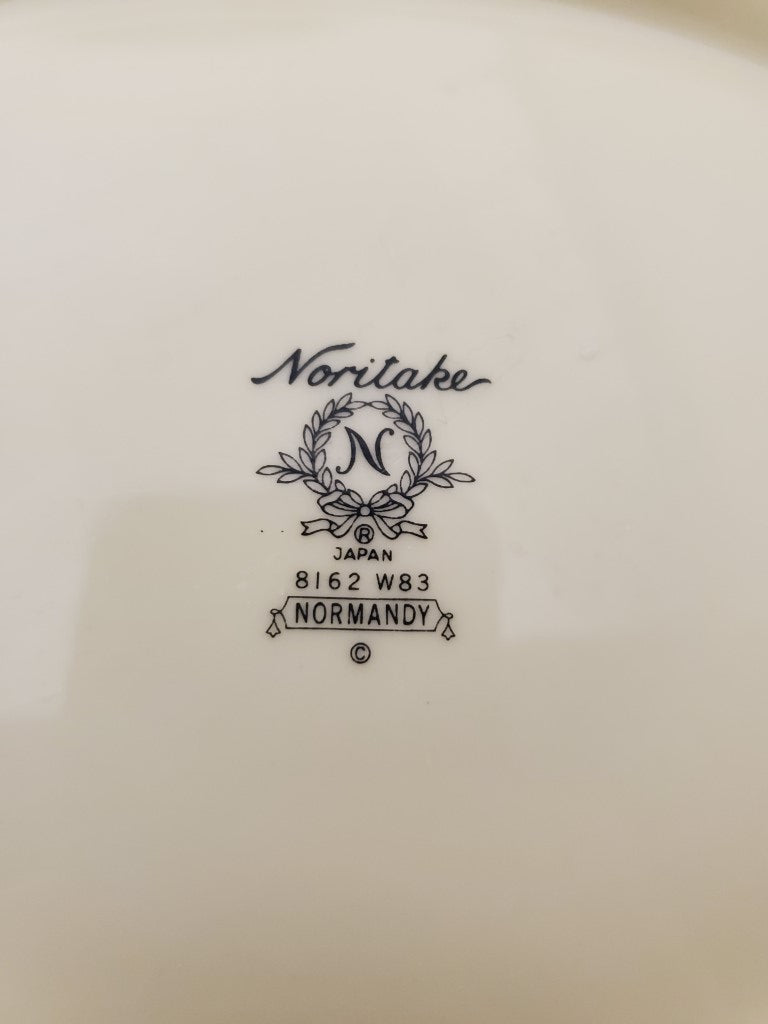 Noritake
N
®
JAPAN
8162 W83
NORMANDY
©